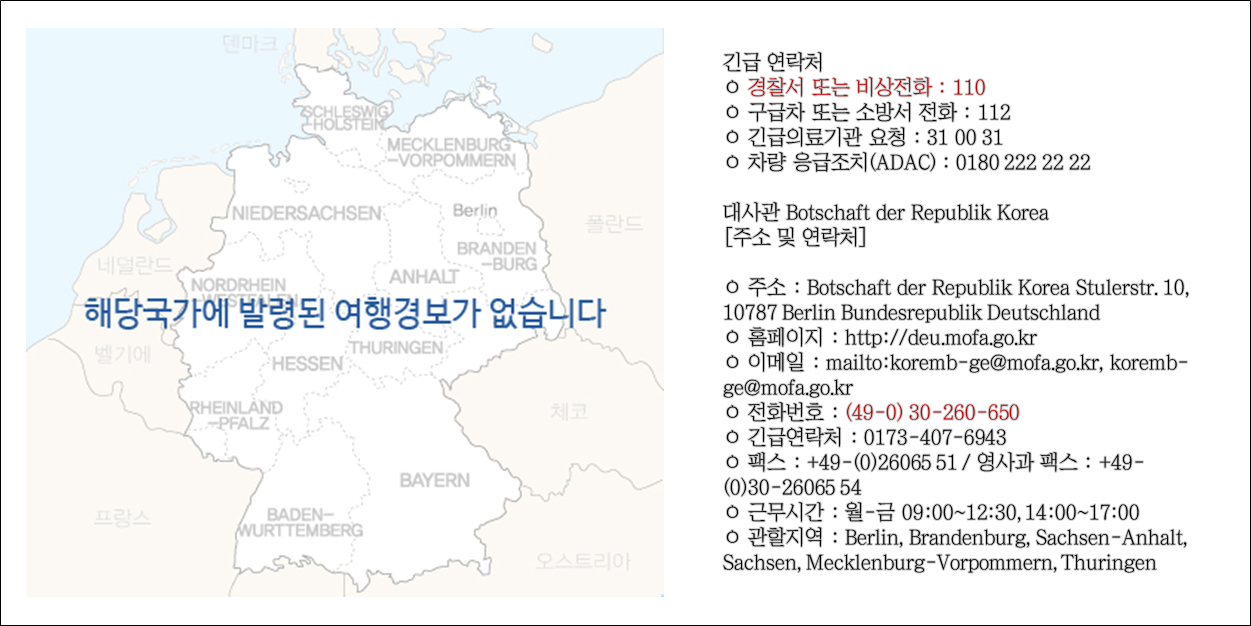 덴마크
SCHLESWIG
-HOLSTEIN
MECKLENBURG
-VORPOMMERN
NIEDERSACHSEN
Berlin
폴란드
BRANDEN
-BURG
네덜란드
ANHALT
NORDRHEIN
-WESTFALEN
해당국가에 발령된 여행경보가 없습니다
벨기에
THURINGEN
HESSEN
RHEINLAND
-PFALZ
체코
BAYERN
프랑스
BADEN-
WURTTEMBERG
오스트리아
긴급 연락처
ㅇ 경찰서 또는 비상전화 : 110
ㅇ 구급차 또는 소방서 전화 : 112
ㅇ 긴급의료기관 요청 : 31 00 31
ㅇ 차량 응급조치(ADAC) : 0180 222 22 22
대사관 Botschaft der Republik Korea
[주소 및 연락처]
ㅇ 주소 : Botschaft der Republik Korea Stulerstr. 10,
10787 Berlin Bundesrepublik Deutschland
ㅇ 홈페이지 : http://deu.mofa.go.kr
ㅇ 이메일 : mailto:koremb-ge@mofa.go.kr, koremb-
ge@mofa.go.kr
ㅇ 전화번호 : (49-0) 30-260-650
ㅇ 긴급연락처 : 0173-407-6943
ㅇ 팩스 : +49-(0)26065 51 / 영사과 팩스 : +49-
(0)30-26065 54
ㅇ 근무시간 : 월-금 09:00~12:30, 14:00~17:00
ㅇ 관할지역 : Berlin, Brandenburg, Sachsen-Anhalt,
Sachsen, Mecklenburg-Vorpommern, Thuringen